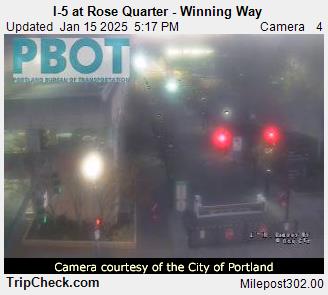 I-5 at Rose Quarter - Winning Way
Updated Jan 15 2025 5:17 PM Camera 4
PBOT
PORTLAND BUREAU OF TRANSPORTATION
Camera courtesy of the City of Portland
TripCheck.com Milepost302.00